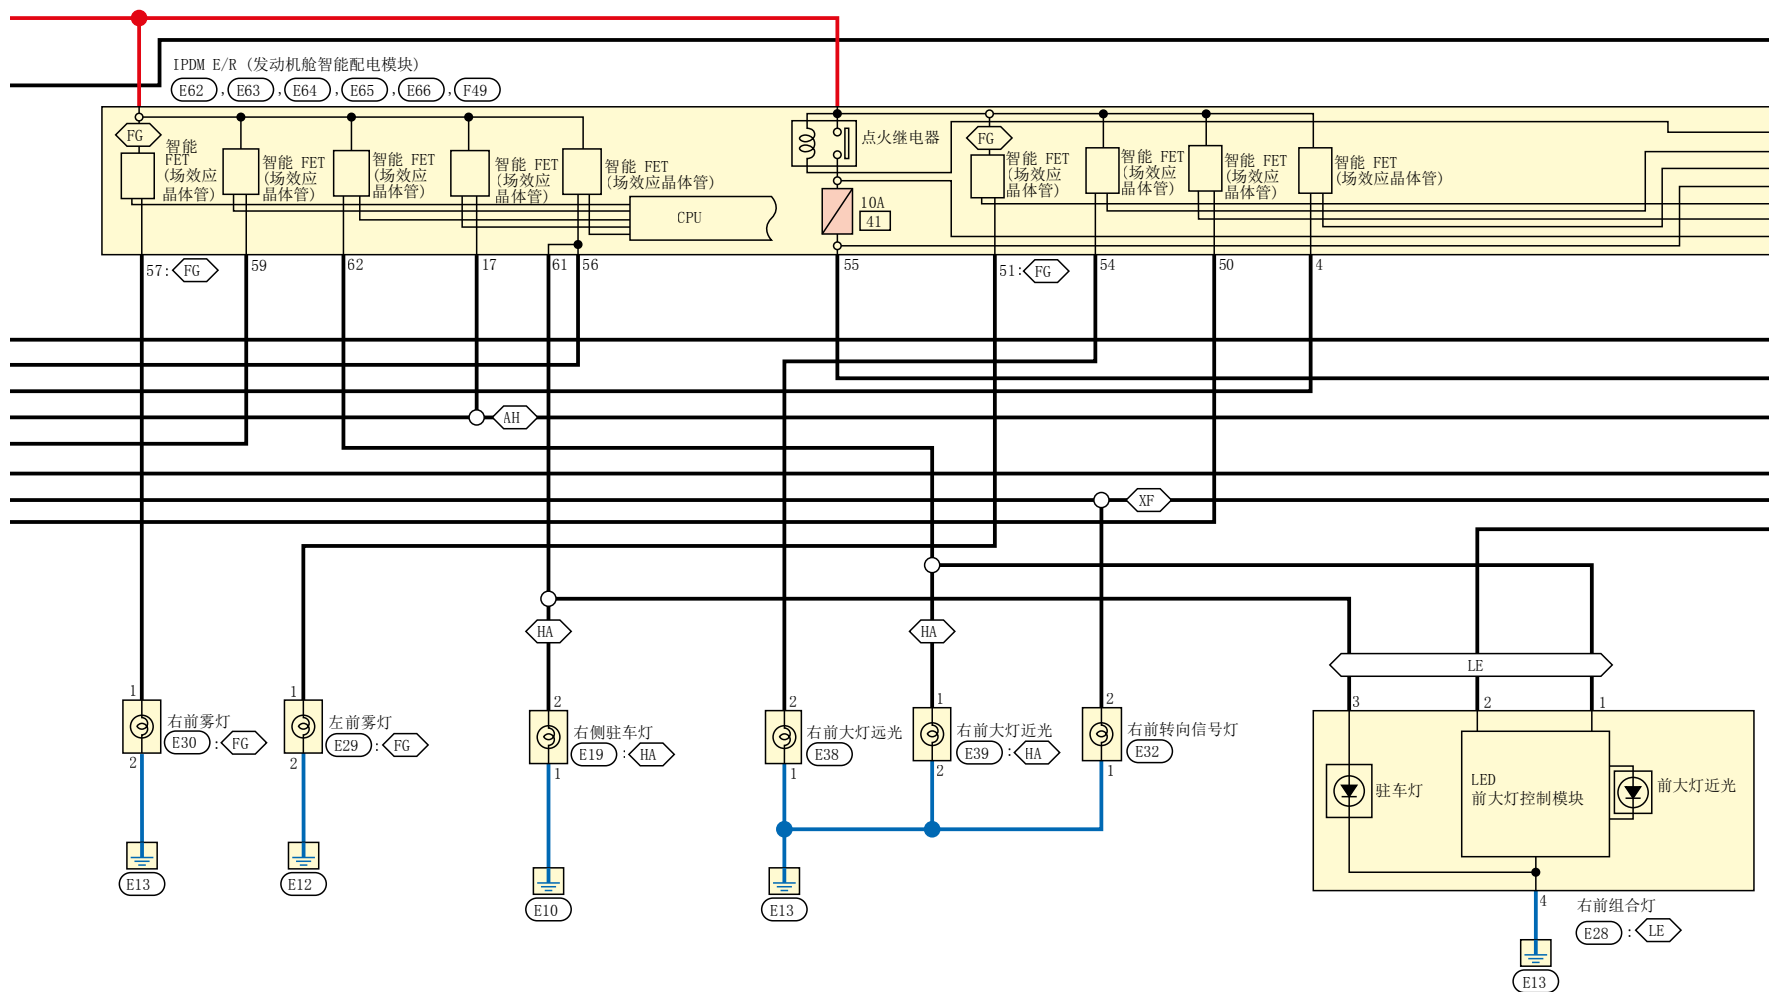 IPDM E/R (发动机舱智能配电模块)
E62 , E63 , E64 , E65 , E66 , F49
FG
智能
FET
(场效应
晶体管)
智能 FET
(场效应
晶体管)
智能 FET
(场效应
晶体管)
智能 FET
(场效应
晶体管)
智能 FET
(场效应晶体管)
CPU
点火继电器
10A
41
FG
智能 FET
(场效应
晶体管)
智能 FET
(场效应
晶体管)
智能 FET
(场效应
晶体管)
智能 FET
(场效应晶体管)
57: FG
59
62
17
61
56
55
51: FG
54
50
4
AH
XF
HA
HA
LE
1
右前雾灯
E30 : FG
2
E13
1
左前雾灯
E29 : FG
2
E12
2
右侧驻车灯
E19 : HA
1
E10
2
右前大灯远光
E38
1
E13
1
右前大灯近光
E39 : HA
2
2
右前转向信号灯
E32
1
3
2
1
驻车灯
LED
前大灯控制模块
前大灯近光
4
右前组合灯
E28 : LE
E13